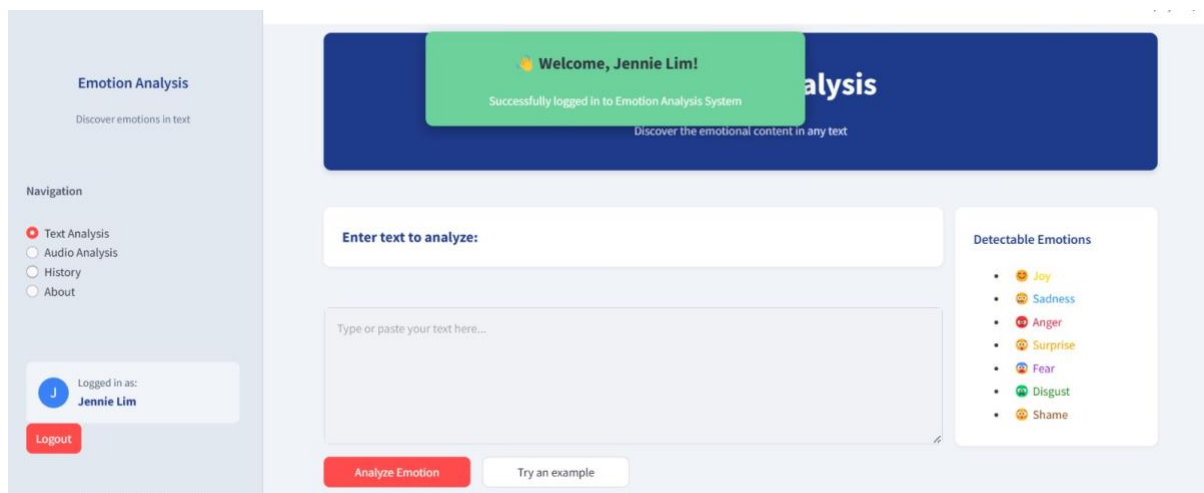 Emotion Analysis
Discover emotions in text
Navigation
Text Analysis
Audio Analysis
History
About
Logged in as:
J
Jennie Lim
Logout
👋 Welcome, Jennie Lim!
Successfully logged in to Emotion Analysis System
alysis
Discover the emotional content in any text
Enter text to analyze:
Type or paste your text here...
Analyze Emotion
Try an example
Detectable Emotions
Joy
Sadness
Anger
Surprise
Fear
Disgust
Shame